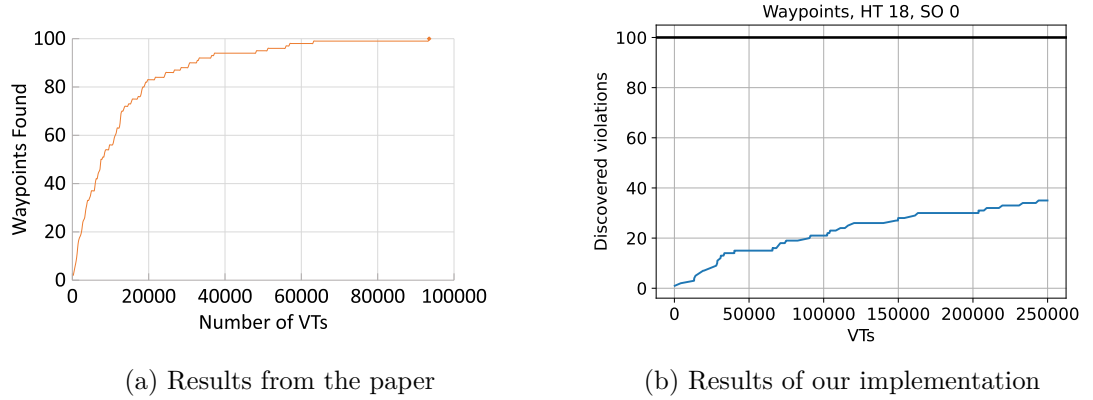 Waypoints Found
100
80
60
40
20
0
0 20000 40000 60000 80000 100000
Number of VTs
(a) Results from the paper
Waypoints, HT 18, SO 0
Discovered violations
100
80
60
40
20
0
0 50000 100000 150000 200000 250000
VTs
(b) Results of our implementation